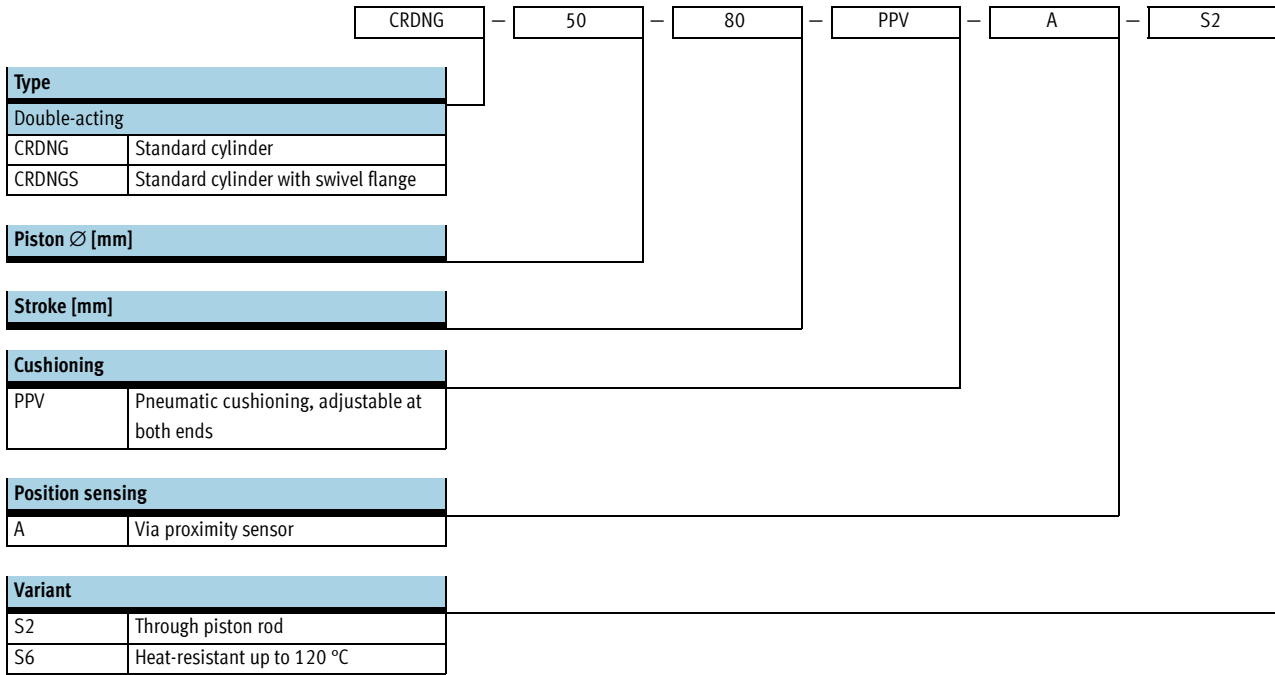 CRDNG – 50 – 80 – PPV – A – S2
Type
Double-acting
CRDNG Standard cylinder
CRDNGS Standard cylinder with swivel flange
Piston ∅ [mm]
Stroke [mm]
Cushioning
PPV Pneumatic cushioning, adjustable at
both ends
Position sensing
A Via proximity sensor
Variant
S2 Through piston rod
S6 Heat-resistant up to 120 °C